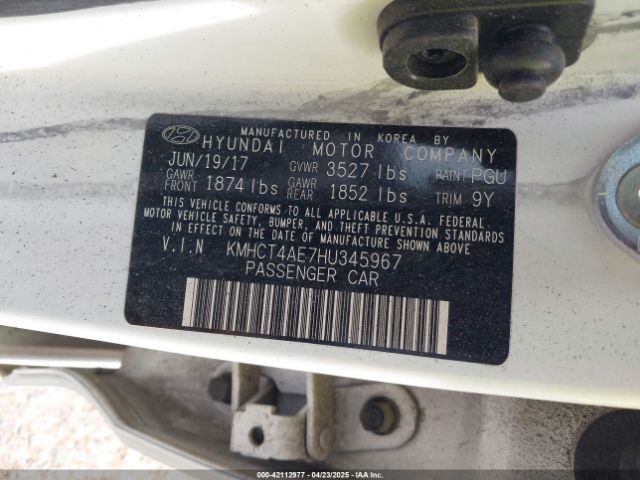 MANUFACTURED IN KOREA BY
HYUNDAI MOTOR COMPANY
JUN/19/17 GVWR 3527 lbs PAINT PGU
GAWR FRONT 1874 lbs GAWR REAR 1852 lbs TRIM 9Y
THIS VEHICLE CONFORMS TO ALL APPLICABLE U.S.A. FEDERAL
MOTOR VEHICLE SAFETY, BUMPER, AND THEFT PREVENTION STANDARDS
IN EFFECT ON THE DATE OF MANUFACTURE SHOWN ABOVE.
V.I.N KMHCT4AE7HU345967
PASSENGER CAR
000-42112977 - 04/23/2025 - IAA Inc.